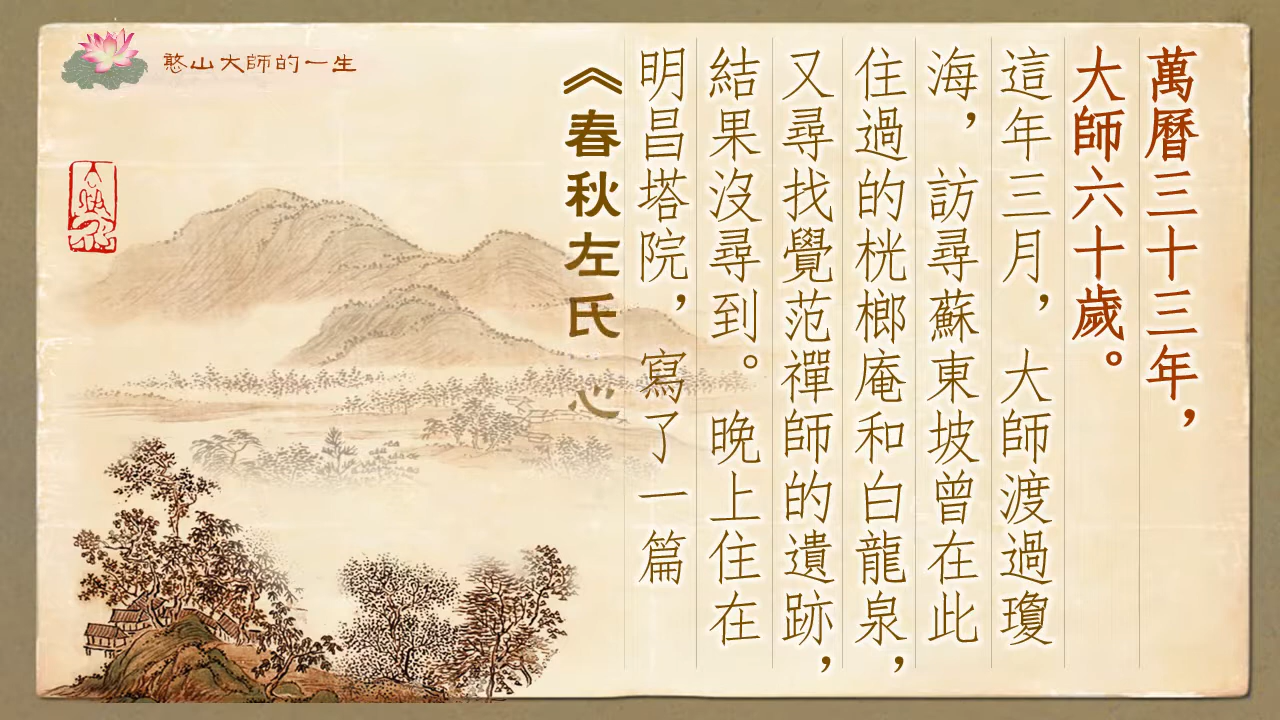 憨山大師的一生
萬曆三十三年，
大師六十歲。
這年三月，大師渡過瓊
海，訪尋蘇東坡曾在此
住過的桄榔庵和白龍泉，
又尋找覺范禪師的遺跡，
結果沒尋到。晚上住在
明昌塔院，寫了一篇
《春秋左氏心